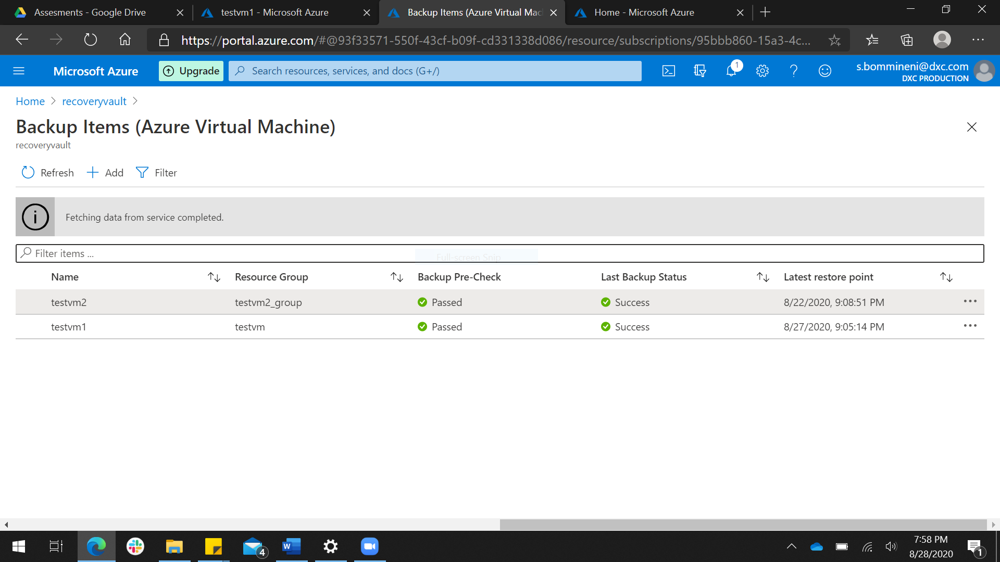 Assesments - Google Drive
testvm1 - Microsoft Azure
Backup Items (Azure Virtual Mac
Home - Microsoft Azure
https://portal.azure.com/#@93f33571-550f-43cf-b09f-cd331338d086/resource/subscriptions/95bbb860-15a3-4c...
Microsoft Azure
Upgrade
Search resources, services, and docs (G+/)
1
s.bommineni@dxc.com
DXC PRODUCTION
Home > recoveryvault >
Backup Items (Azure Virtual Machine)
recoveryvault
Refresh
Add
Filter
Fetching data from service completed.
Filter items ...
Full-screen Snip
Name
Resource Group
Backup Pre-Check
Last Backup Status
Latest restore point
testvm2
testvm2_group
Passed
Success
8/22/2020, 9:08:51 PM
testvm1
testvm
Passed
Success
8/27/2020, 9:05:14 PM
4
W
7:58 PM
8/28/2020
1